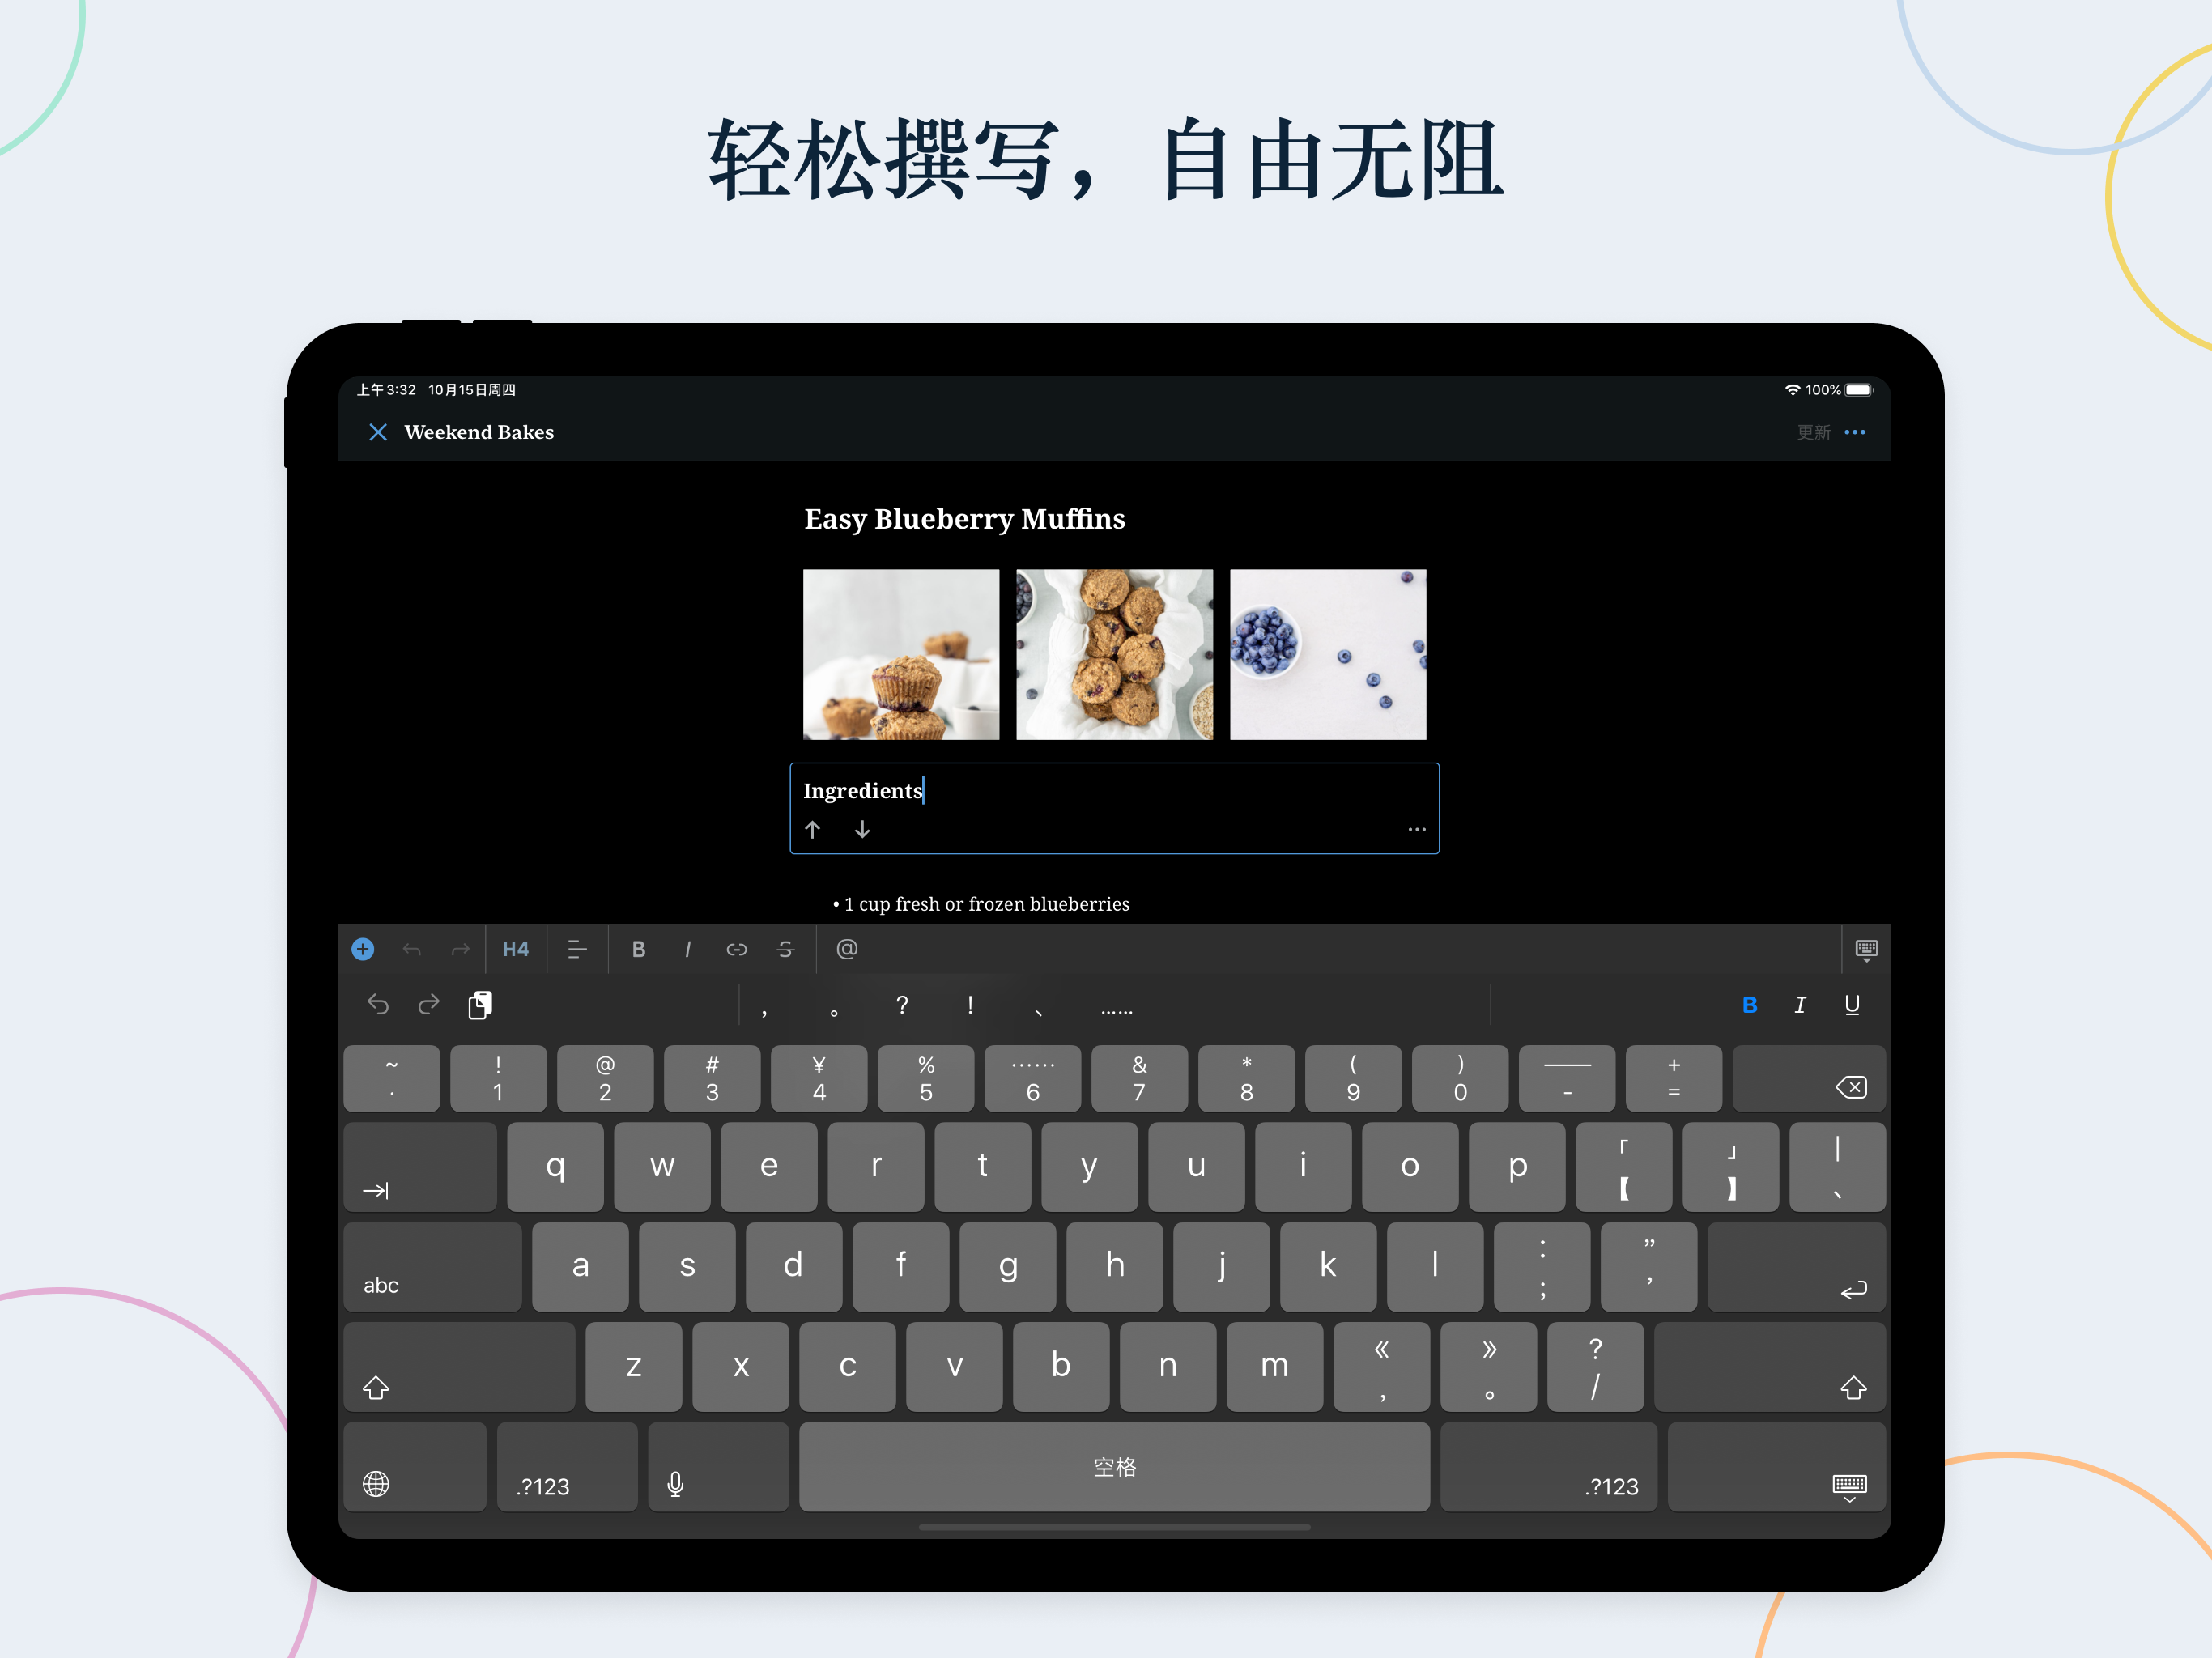 轻松撰写，自由无阻
上午3:32 10月15日周四 100%
Weekend Bakes 更新 •••
Easy Blueberry Muffins
Ingredients
• 1 cup fresh or frozen blueberries
H4 B I S @
， 。 ? ! 、 …… B I U
~ ! @ # ¥ % …… & * ( ) —— +
· 1 2 3 4 5 6 7 8 9 0 - =
q w e r t y u i o p 「 【 」 】 | 、
abc a s d f g h j k l : ; ” ’
z x c v b n m 《 , 》 。 ? /
.?123 空格 .?123